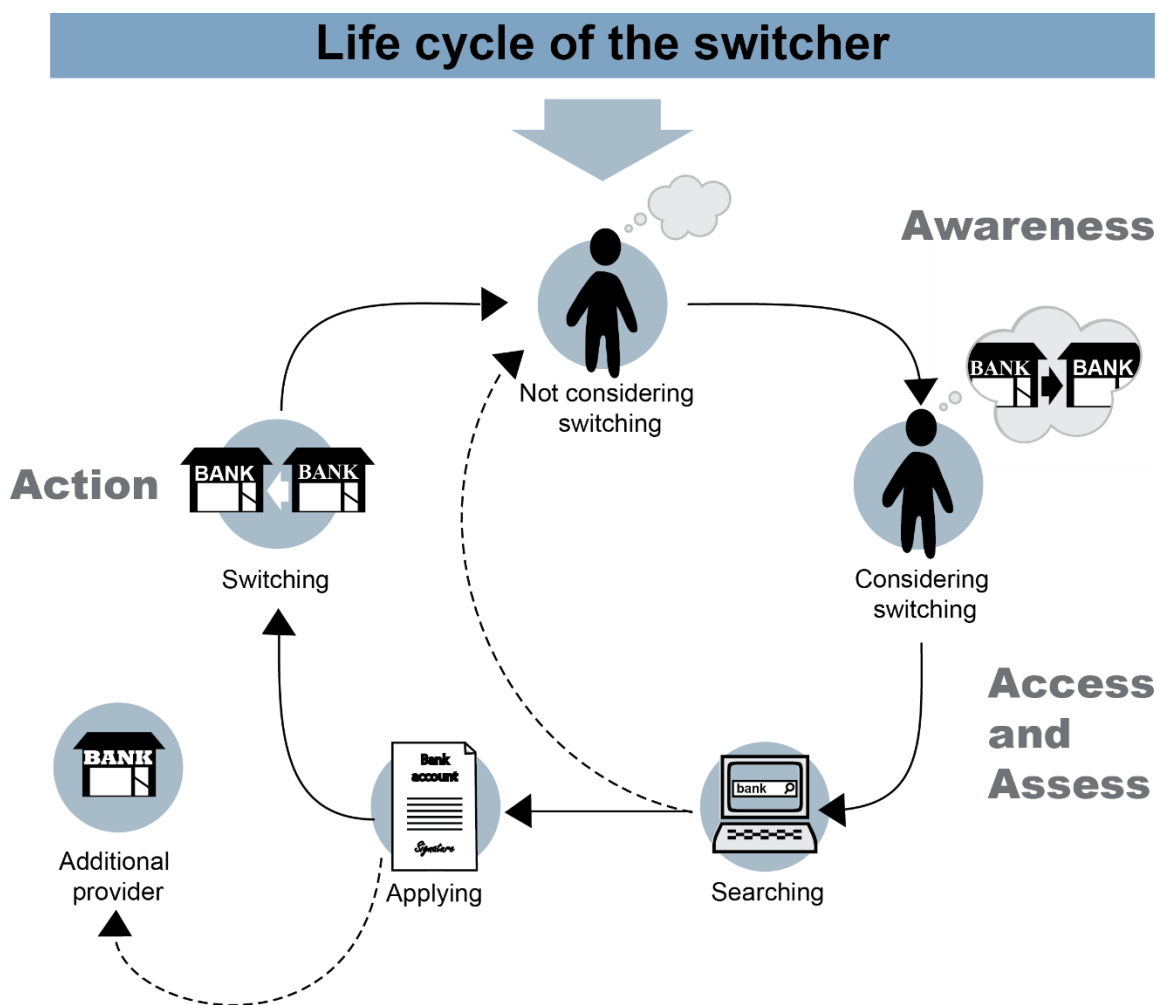 Life cycle of the switcher
Awareness
BANK BANK
Not considering
switching
Action
BANK BANK
Switching
Considering
switching
Access
and
Assess
BANK
Additional
provider
Bank
account
Signature
Applying
bank
Searching